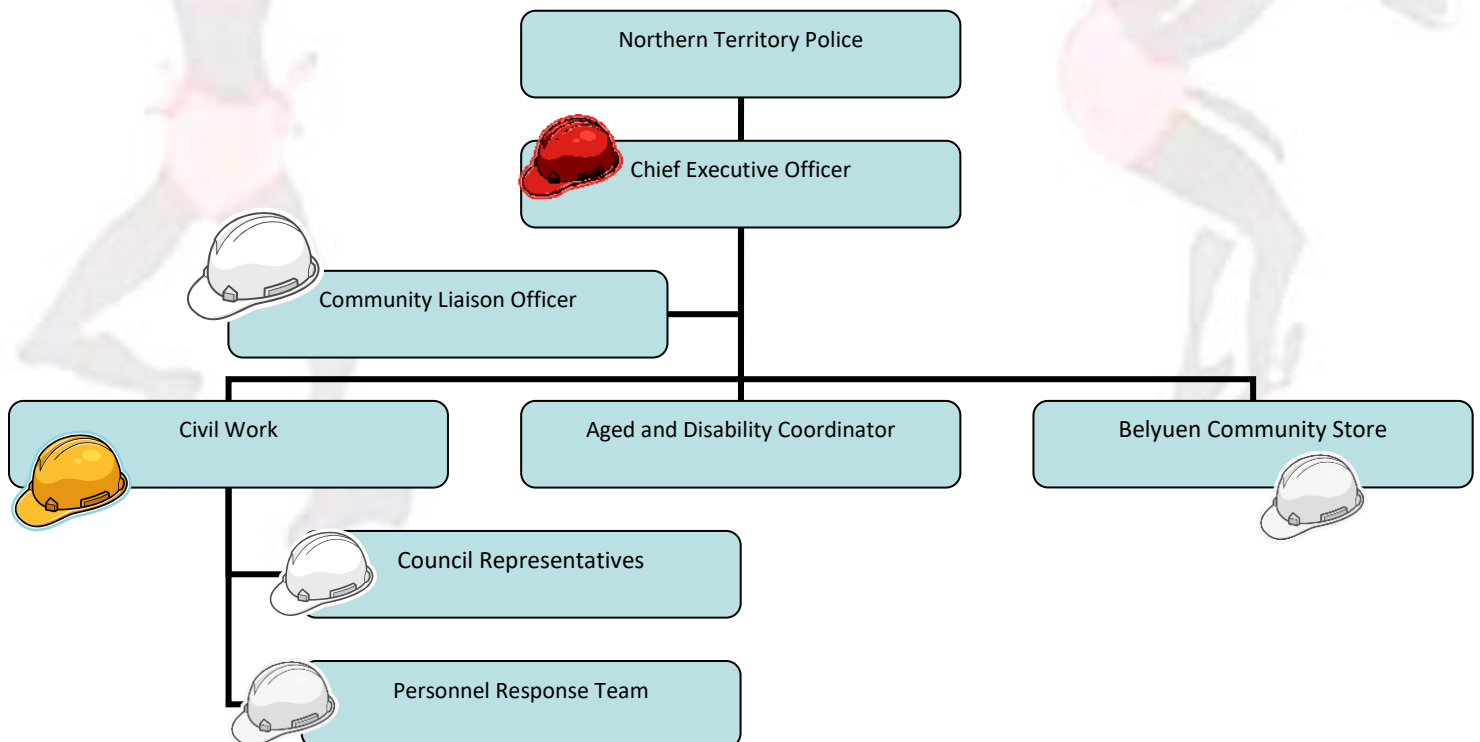 Northern Territory Police
Chief Executive Officer
Community Liaison Officer
Civil Work
Aged and Disability Coordinator
Belyuen Community Store
Council Representatives
Personnel Response Team